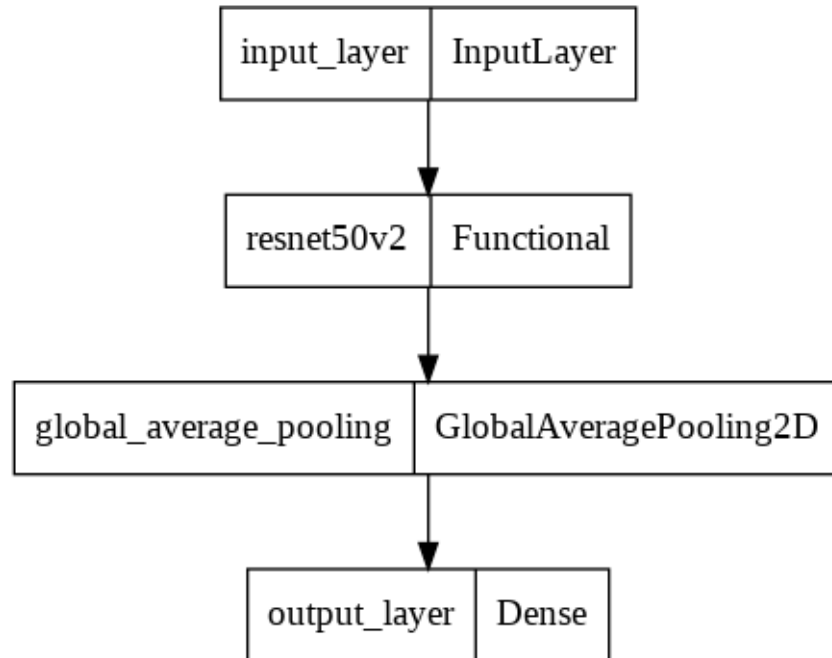 input_layer InputLayer
resnet50v2 Functional
global_average_pooling GlobalAveragePooling2D
output_layer Dense